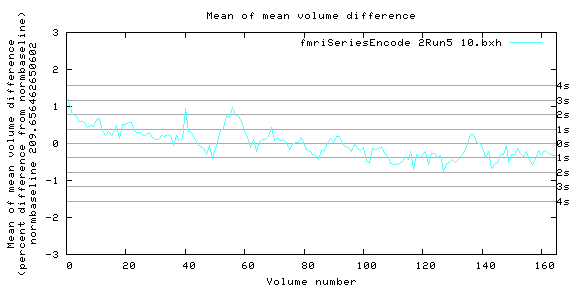 Mean of mean volume difference
Mean of mean volume difference
(percent difference from normbaseline)
normbaseline 209.656462650602
fmriSeriesEncode 2Run5 10.bxh
3
2
1
0
-1
-2
-3
4s
3s
2s
1s
0s
1s
2s
3s
4s
0 20 40 60 80 100 120 140 160
Volume number